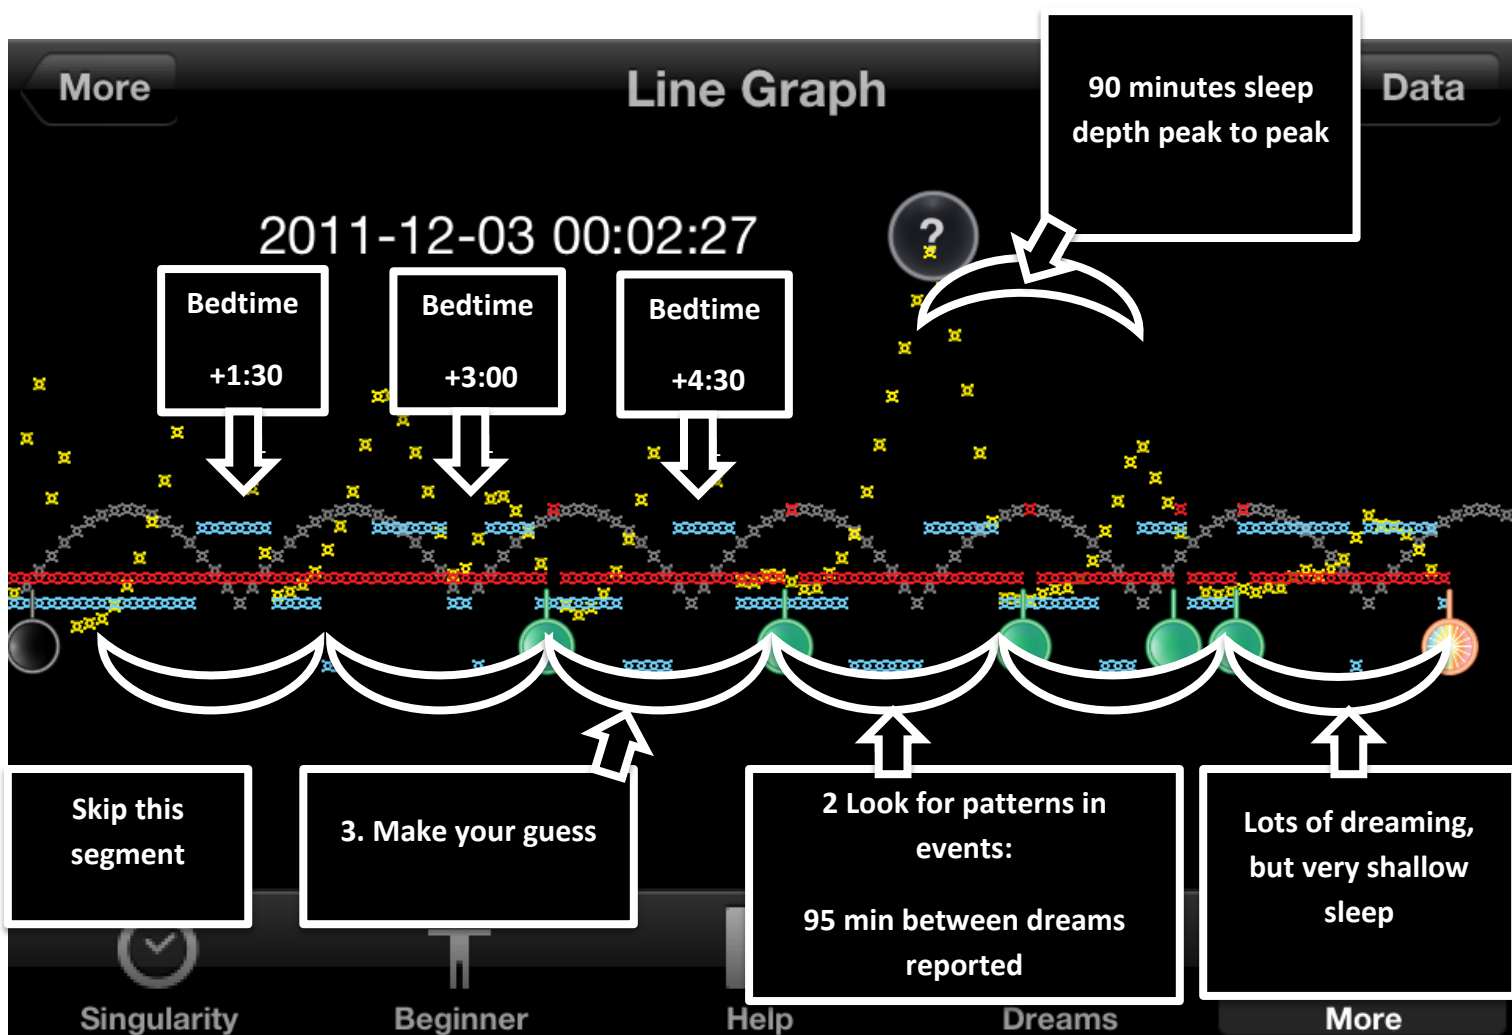 More
Line Graph
Data
90 minutes sleep
depth peak to peak
2011-12-03 00:02:27
?
Bedtime
+1:30
Bedtime
+3:00
Bedtime
+4:30
Skip this
segment
3. Make your guess
2 Look for patterns in
events:
95 min between dreams
reported
Lots of dreaming,
but very shallow
sleep
Singularity
Beginner
Help
Dreams
More